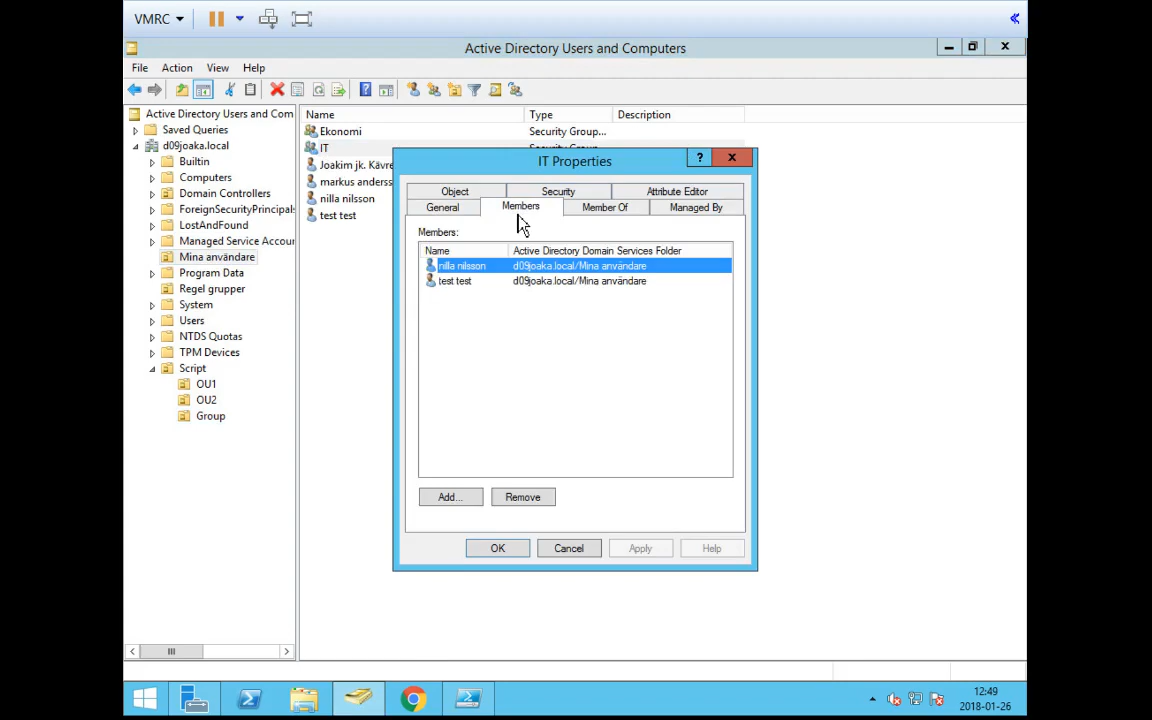 VMRC
Active Directory Users and Computers
File Action View Help
Active Directory Users and Com
Saved Queries
d09joaka.local
Builtin
Computers
Domain Controllers
ForeignSecurityPrincipals
LostAndFound
Managed Service Accour
Mina användare
Program Data
Regel grupper
System
Users
NTDS Quotas
TPM Devices
Script
OU1
OU2
Group
Name Type Description
Ekonomi Security Group...
IT Security Group...
Joakim jk. Kävre
markus anderss
nilla nilsson
test test
IT Properties
?
Object Security Attribute Editor
General Members Member Of Managed By
Members:
Name Active Directory Domain Services Folder
nilla nilsson d09joaka.local/Mina användare
test test d09joaka.local/Mina användare
Add... Remove
OK Cancel Apply Help
12:49
2018-01-26